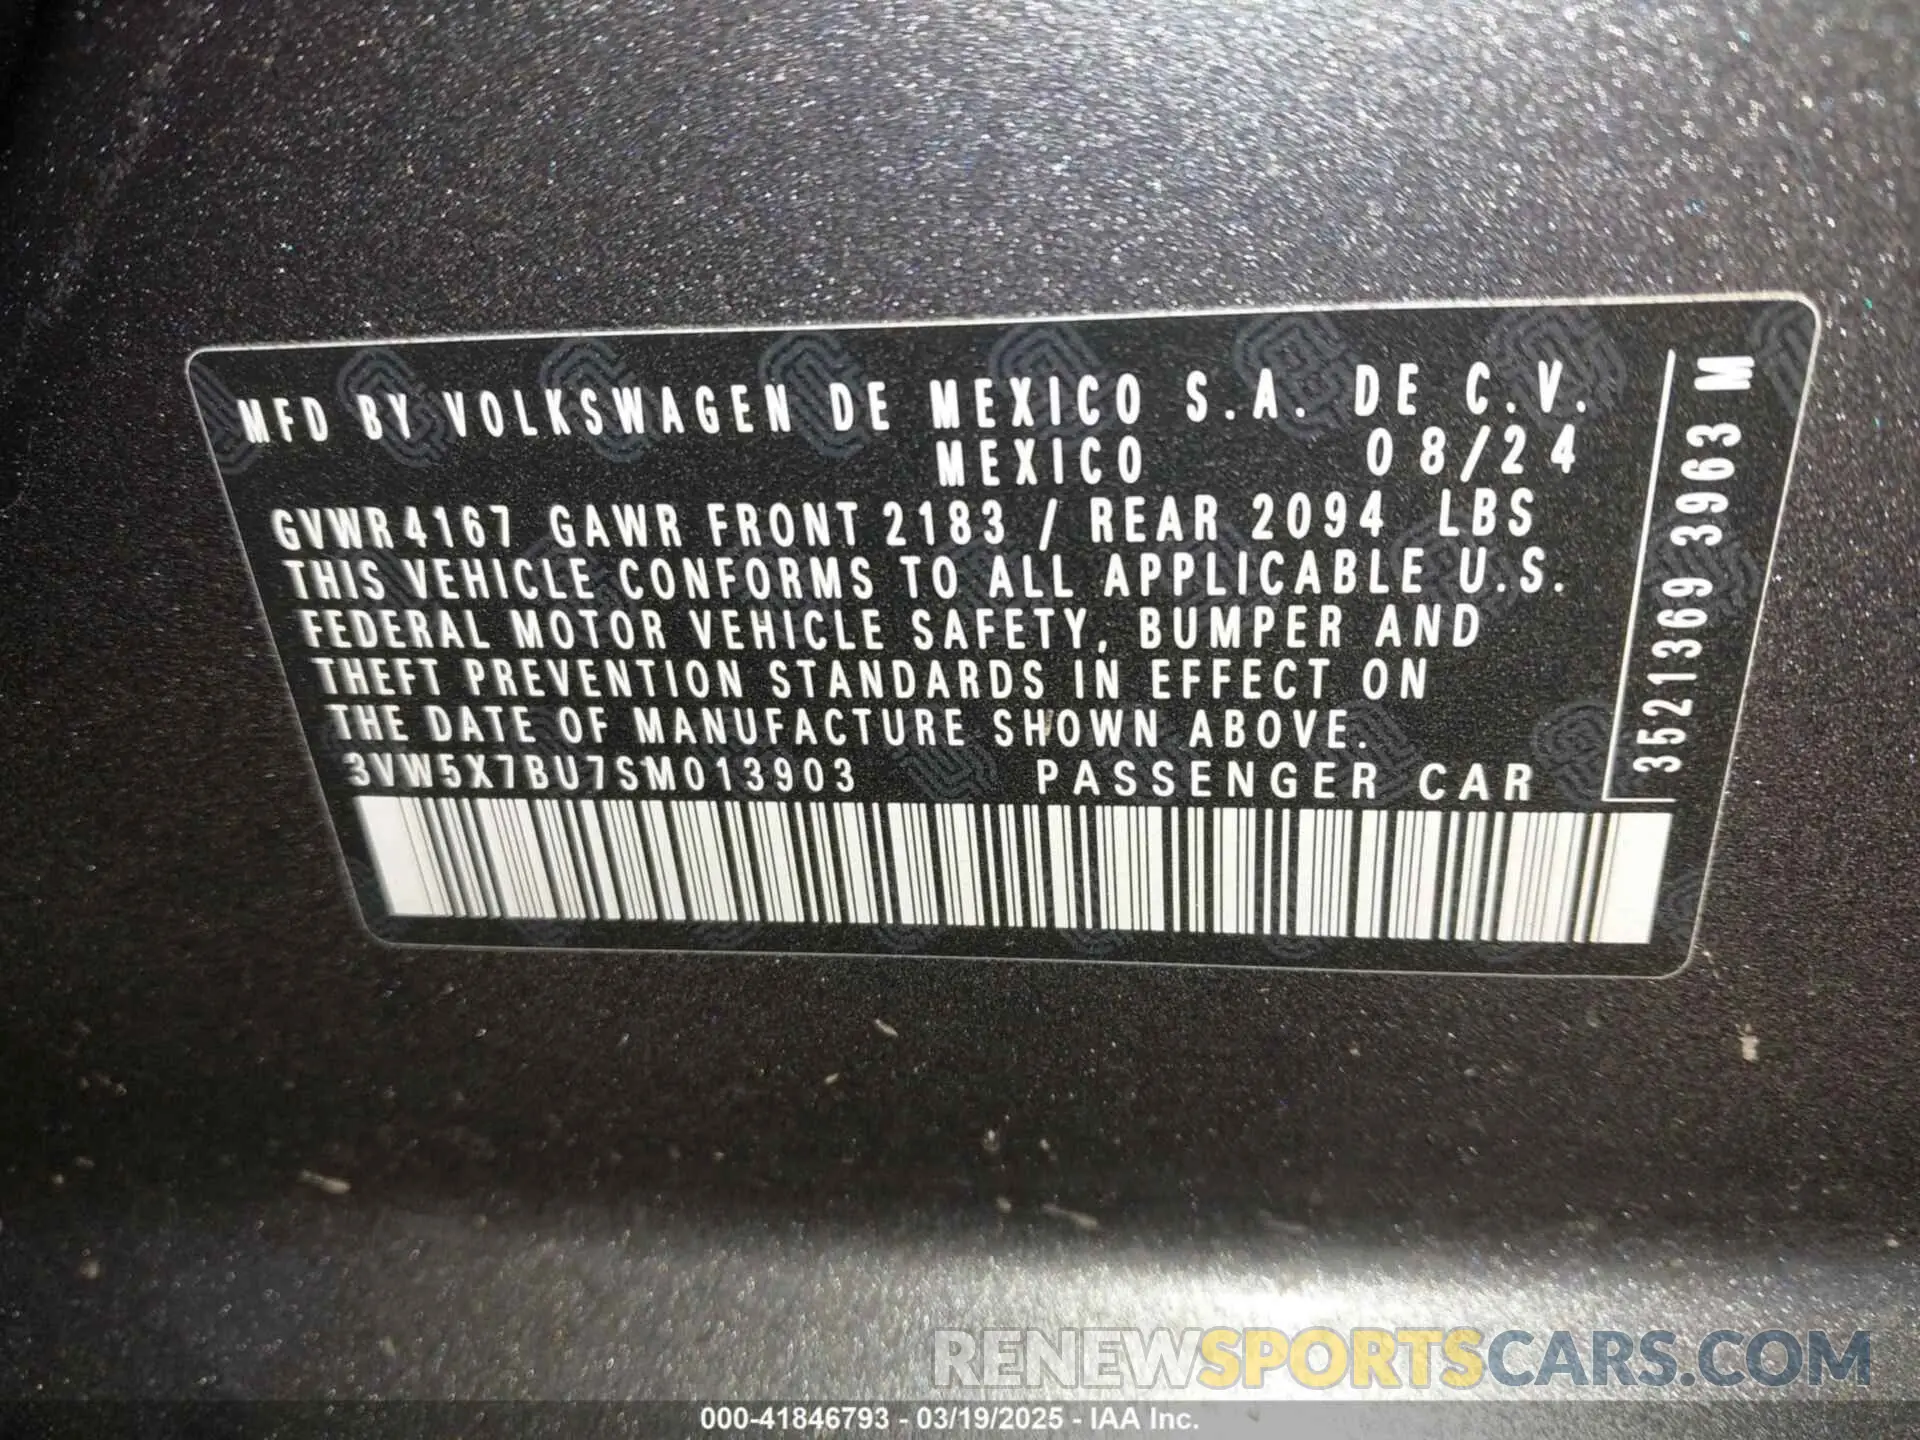 MFD BY VOLKSWAGEN DE MEXICO S.A. DE C.V.
MEXICO 08/24
GVWR 4167 GAWR FRONT 2183 / REAR 2094 LBS
THIS VEHICLE CONFORMS TO ALL APPLICABLE U.S.
FEDERAL MOTOR VEHICLE SAFETY, BUMPER AND
THEFT PREVENTION STANDARDS IN EFFECT ON
THE DATE OF MANUFACTURE SHOWN ABOVE.
3VW5X7BU7SM013903 PASSENGER CAR
3521369 3963 M
RENEWSPORTSCARS.COM
000-41846793 - 03/19/2025 - IAA Inc.